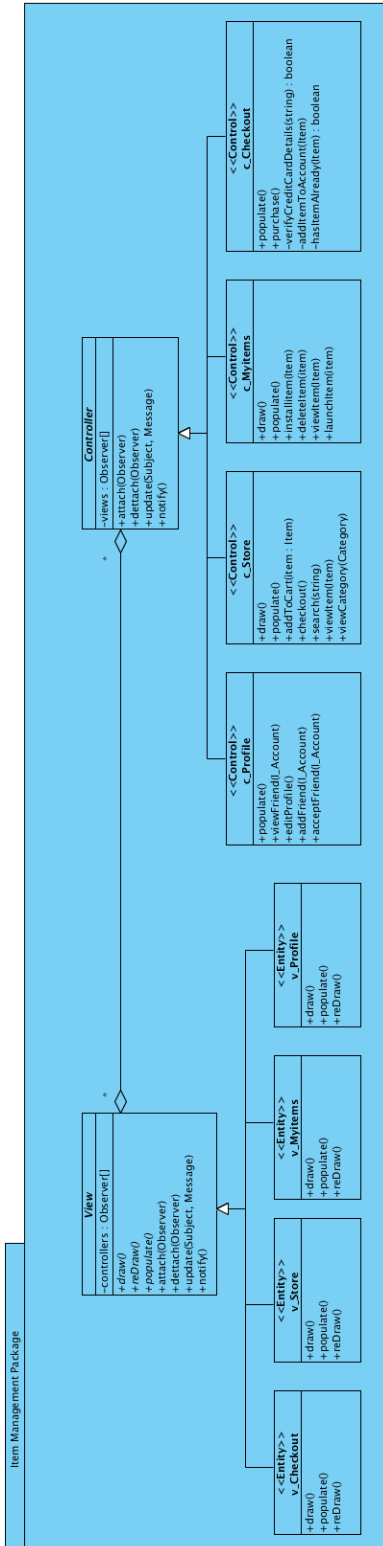 Item Management Package
View
-controllers : Observer[]
+draw()
+reDraw()
+populate()
+attach(Observer)
+dettach(Observer)
+update(Subject, Message)
+notify()
*
*
Controller
-views : Observer[]
+attach(Observer)
+dettach(Observer)
+update(Subject, Message)
+notify()
<<Entity>>
v_Checkout
+draw()
+populate()
+reDraw()
<<Entity>>
v_Store
+draw()
+populate()
+reDraw()
<<Entity>>
v_Myitems
+draw()
+populate()
+reDraw()
<<Entity>>
v_Profile
+draw()
+populate()
+reDraw()
<<Control>>
c_Profile
+populate()
+viewFriend(I_Account)
+editProfile()
+addFriend(I_Account)
+acceptFriend(I_Account)
<<Control>>
c_Store
+draw()
+populate()
+addToCart(item : Item)
+checkout()
+search(string)
+viewItem(Item)
+viewCategory(Category)
<<Control>>
c_Myitems
+draw()
+populate()
+installItem(Item)
+deleteItem(item)
+viewItem(Item)
+launchItem(item)
<<Control>>
c_Checkout
+populate()
+purchase()
-verifyCreditCardDetails(string) : boolean
-addItemToAccount(Item)
-hasItemAlready(Item) : boolean